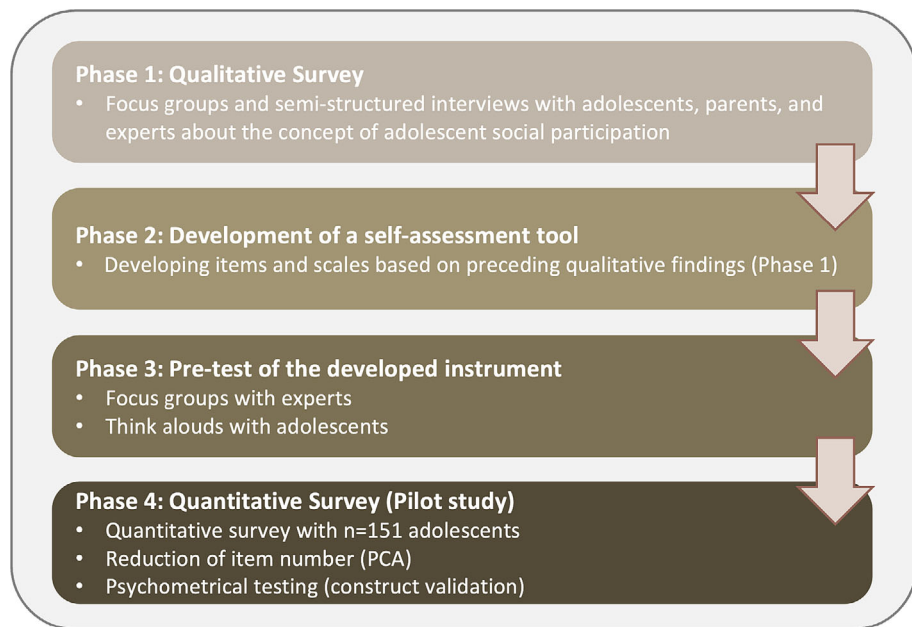 Phase 1: Qualitative Survey
• Focus groups and semi-structured interviews with adolescents, parents, and
experts about the concept of adolescent social participation
Phase 2: Development of a self-assessment tool
• Developing items and scales based on preceding qualitative findings (Phase 1)
Phase 3: Pre-test of the developed instrument
• Focus groups with experts
• Think alouds with adolescents
Phase 4: Quantitative Survey (Pilot study)
• Quantitative survey with n=151 adolescents
• Reduction of item number (PCA)
• Psychometrical testing (construct validation)